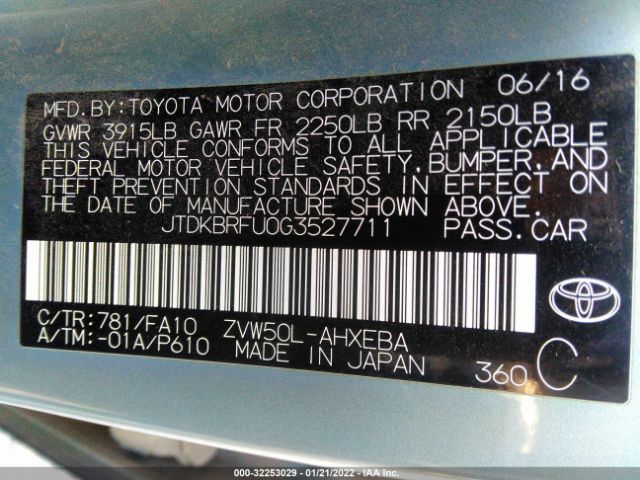 MFD.BY:TOYOTA MOTOR CORPORATION 06/16
GVWR 3915LB GAWR FR 2250LB RR 2150LB
THIS VEHICLE CONFORMS TO ALL APPLICABLE
FEDERAL MOTOR VEHICLE SAFETY,BUMPER,AND
THEFT PREVENTION STANDARDS IN EFFECT ON
THE DATE OF MANUFACTURE SHOWN ABOVE.
JTDKBRFU0G3527711 PASS.CAR
C/TR:781/FA10 ZVW50L-AHXEBA
A/TM:-01A/P610 MADE IN JAPAN 360 C
000-32253029 - 01/21/2022 - IAA Inc.